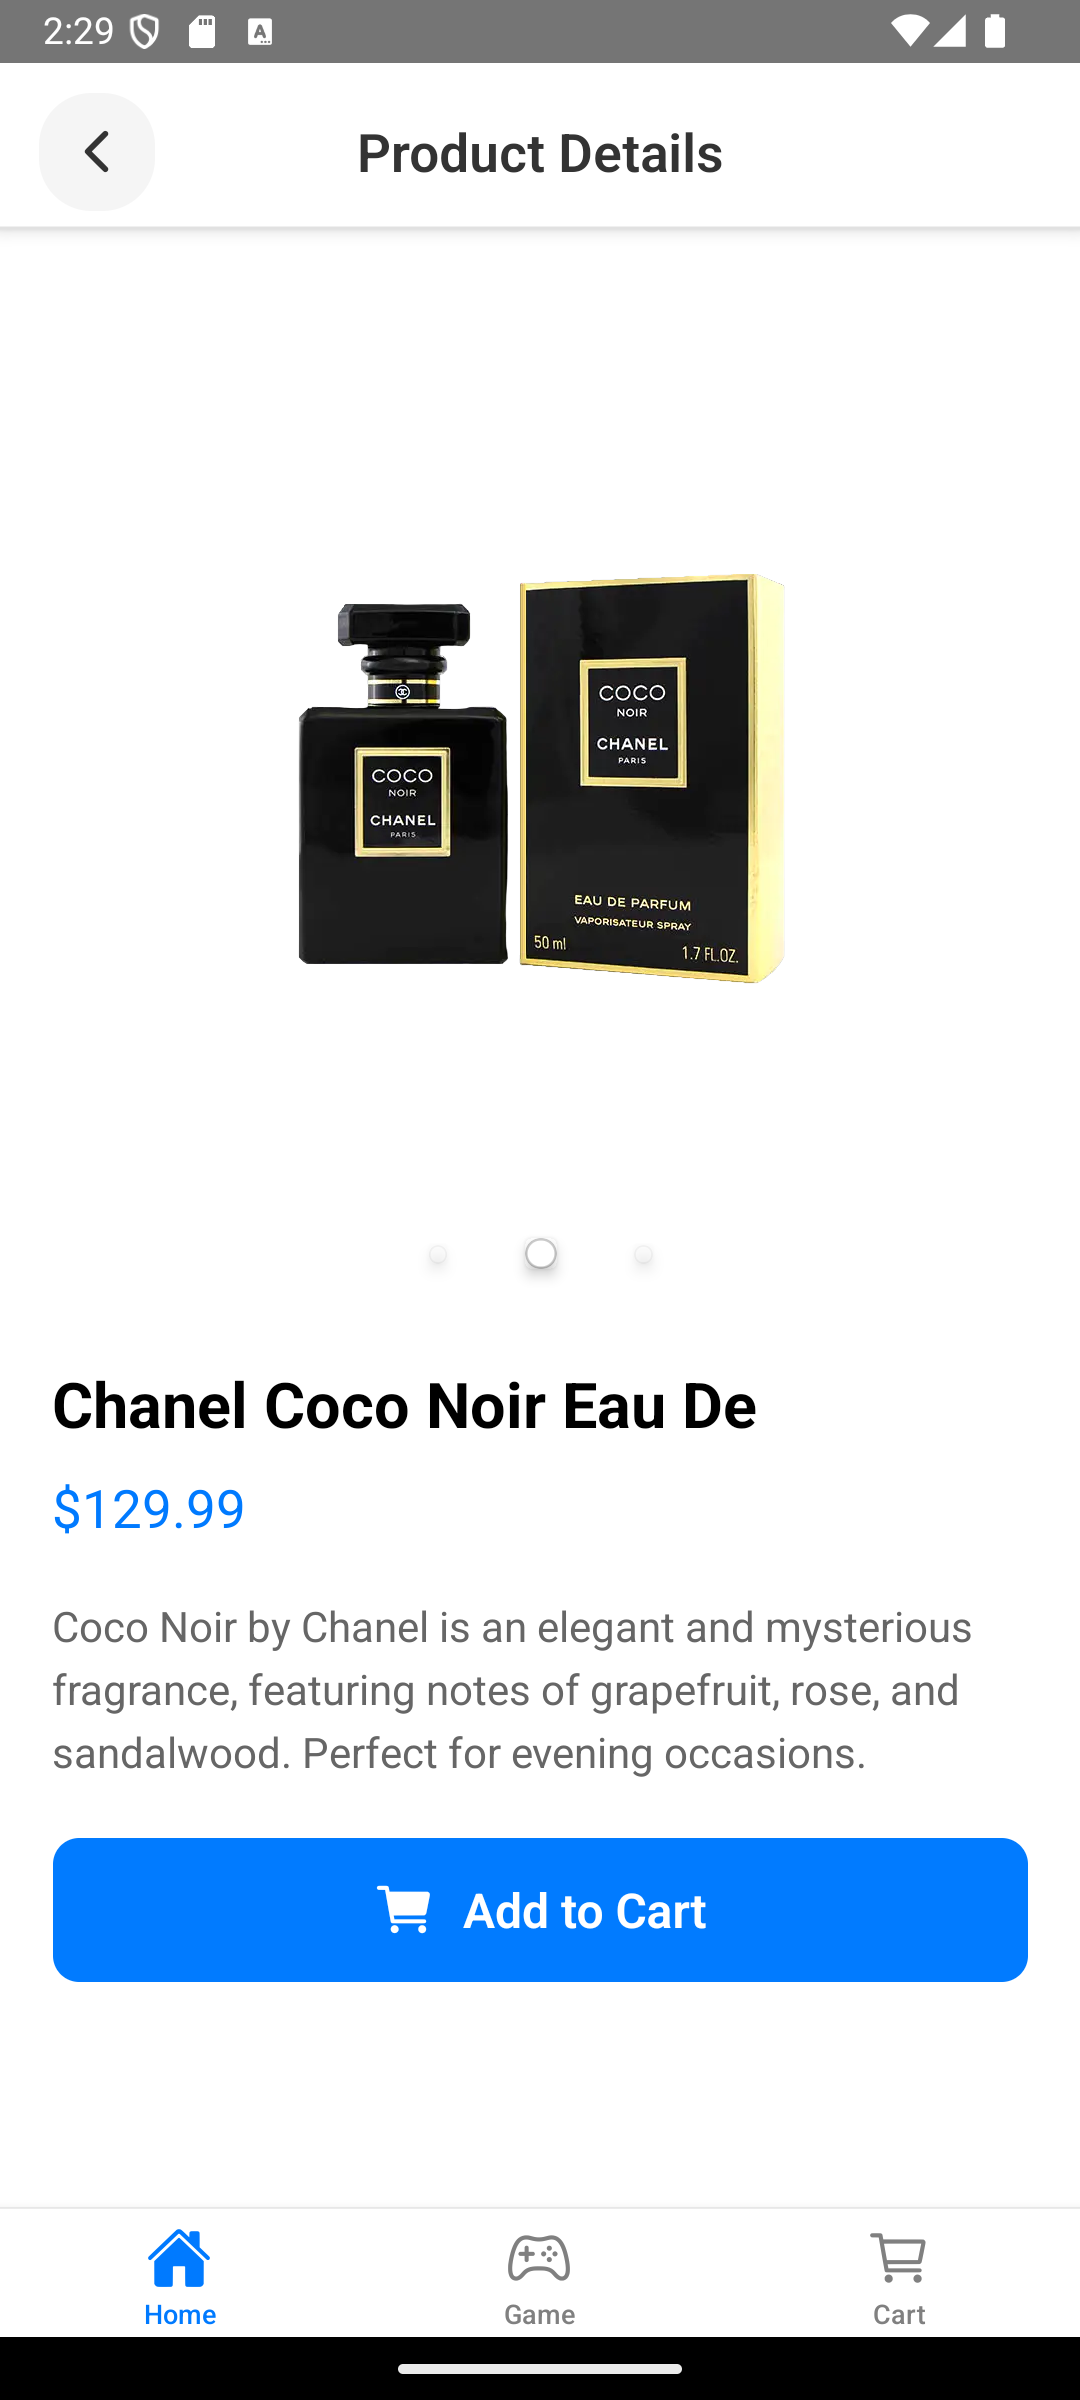 2:29
Product Details
COCO
NOIR
CHANEL
PARIS
COCO
NOIR
CHANEL
PARIS
EAU DE PARFUM
VAPORISATEUR SPRAY
50 ml
1.7 FL.OZ.
Chanel Coco Noir Eau De
$129.99
Coco Noir by Chanel is an elegant and mysterious
fragrance, featuring notes of grapefruit, rose, and
sandalwood. Perfect for evening occasions.
Add to Cart
Home
Game
Cart